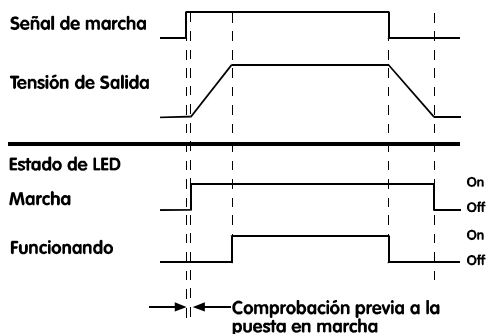 Señal de marcha
Tensión de Salida
Estado de LED
Marcha
On
Off
Funcionando
On
Off
Comprobación previa a la
puesta en marcha